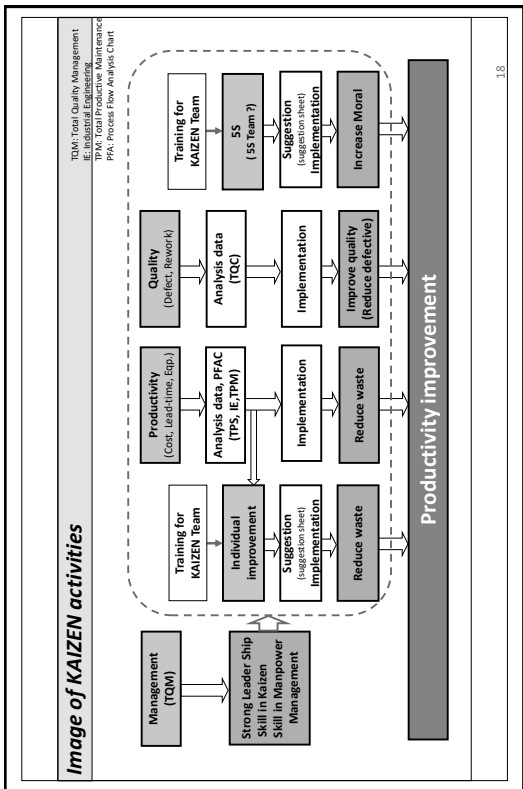 Image of KAIZEN activities
TQM: Total Quality Management
IE: Industrial Engineering
TPM: Total Productive Maintenance
PFA: Process Flow Analysis Chart
Management
(TQM)
Strong Leader Ship
Skill in Kaizen
Skill in Manpower
Management
Training for
KAIZEN Team
Individual
improvement
Suggestion
(suggestion sheet)
Implementation
Reduce waste
Productivity
(Cost, Lead-time, Eqp.)
Analysis data, PFAC
(TPS, IE,TPM)
Implementation
Reduce waste
Quality
(Defect, Rework)
Analysis data
(TQC)
Implementation
Improve quality
(Reduce defective)
Training for
KAIZEN Team
5S
( 5S Team ?)
Suggestion
(suggestion sheet)
Implementation
Increase Moral
Productivity improvement
18